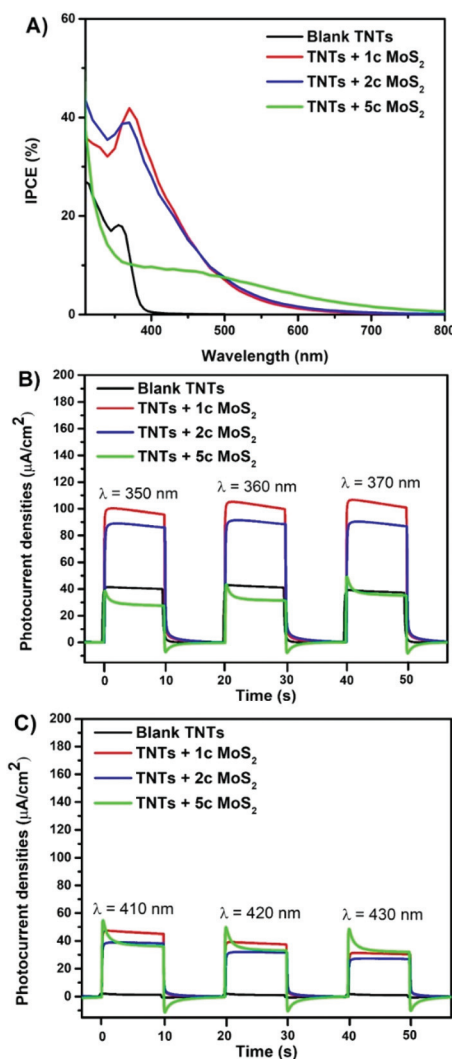 A)
Blank TNTs
TNTs + 1c MoS₂
TNTs + 2c MoS₂
TNTs + 5c MoS₂
IPCE (%)
60
40
20
0
400 500 600 700 800
Wavelength (nm)
B)
Blank TNTs
TNTs + 1c MoS₂
TNTs + 2c MoS₂
TNTs + 5c MoS₂
Photocurrent densities (μA/cm²)
200
180
160
140
120
100
80
60
40
20
0
λ = 350 nm λ = 360 nm λ = 370 nm
0 10 20 30 40 50
Time (s)
C)
Blank TNTs
TNTs + 1c MoS₂
TNTs + 2c MoS₂
TNTs + 5c MoS₂
Photocurrent densities (μA/cm²)
200
180
160
140
120
100
80
60
40
20
0
λ = 410 nm λ = 420 nm λ = 430 nm
0 10 20 30 40 50
Time (s)